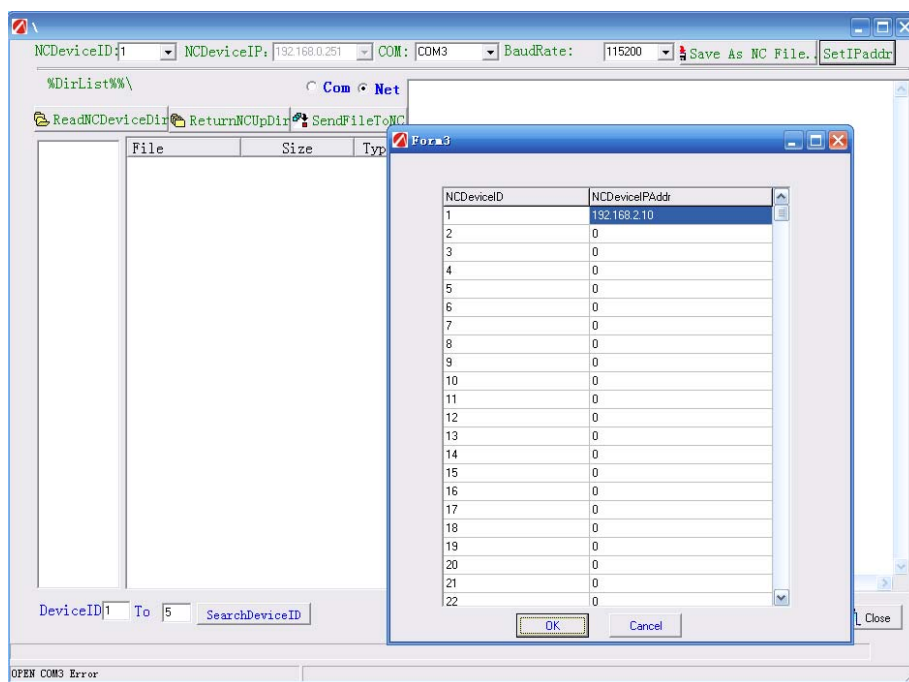 \
NCDeviceID:1 NCDeviceIP: 192.168.0.251 COM: COM3 BaudRate: 115200 Save As NC File. SetIPaddr
%DirList%%\ Com Net
ReadNCDeviceDir ReturnNCUpDir SendFileToNC
File Size Typ
Form3
NCDeviceID NCDeviceIPAddr
1 192.168.2.10
2 0
3 0
4 0
5 0
6 0
7 0
8 0
9 0
10 0
11 0
12 0
13 0
14 0
15 0
16 0
17 0
18 0
19 0
20 0
21 0
22 0
OK Cancel
DeviceID 1 To 5 SearchDeviceID Close
OPEN COM3 Error